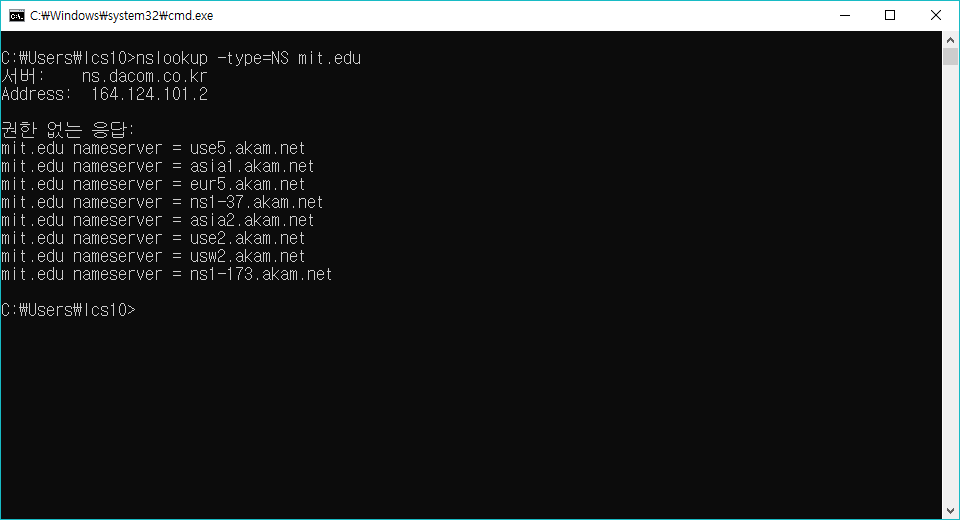 C:₩Windows₩system32₩cmd.exe
C:₩Users₩lcs10>nslookup -type=NS mit.edu
서버:    ns.dacom.co.kr
Address:  164.124.101.2
권한 없는 응답:
mit.edu nameserver = use5.akam.net
mit.edu nameserver = asia1.akam.net
mit.edu nameserver = eur5.akam.net
mit.edu nameserver = ns1-37.akam.net
mit.edu nameserver = asia2.akam.net
mit.edu nameserver = use2.akam.net
mit.edu nameserver = usw2.akam.net
mit.edu nameserver = ns1-173.akam.net
C:₩Users₩lcs10>